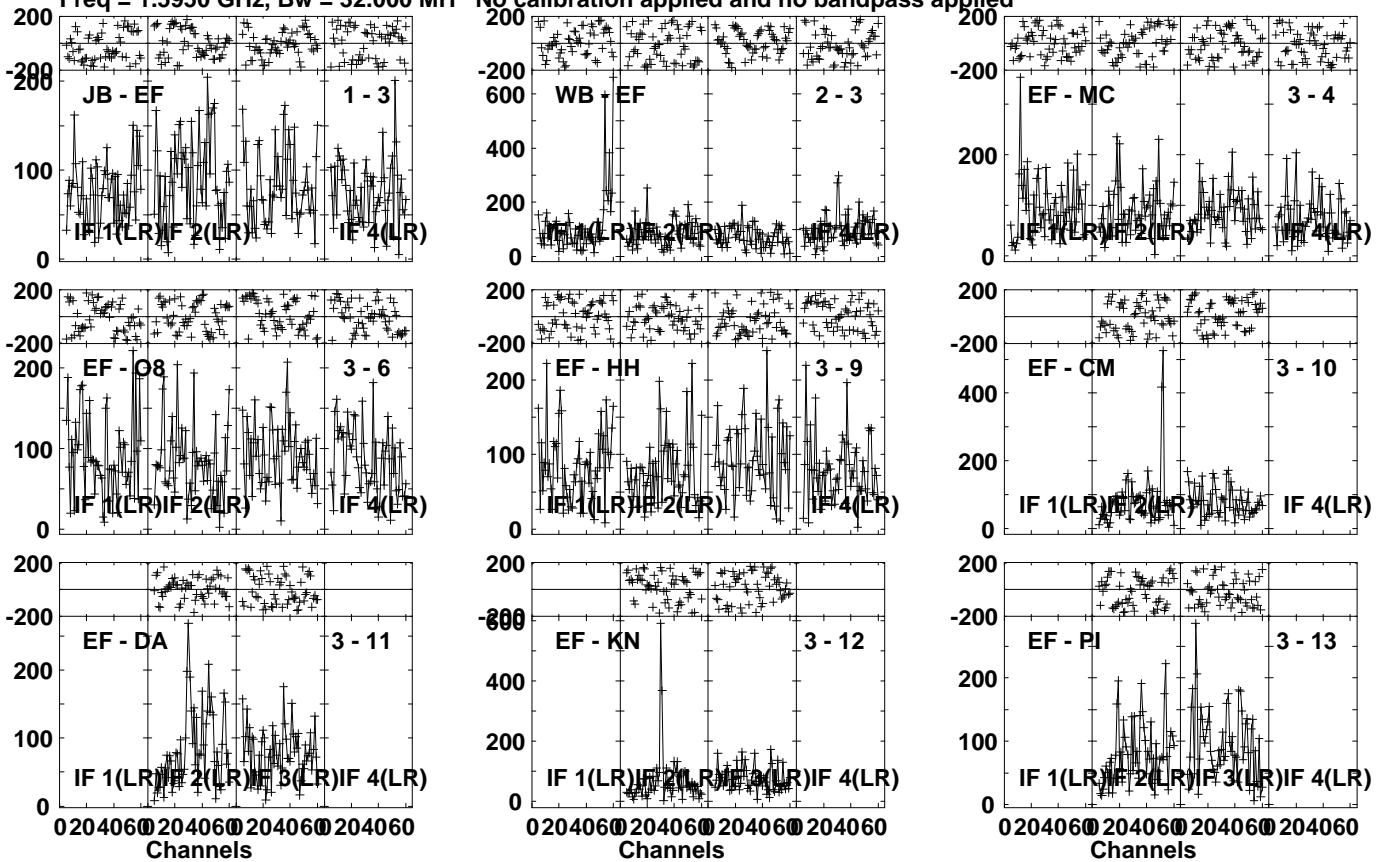 Freq = 1.5950 GHz, Bw = 32.000 MH No calibration applied and no bandpass applied
200 200 200
-200 -200 -200
JB - EF 1 - 3 WB - EF 2 - 3 EF - MC 3 - 4
200 600
100 400 200
200
0 0 0
IF 1(LR) IF 2(LR) IF 4(LR) IF 1(LR) IF 2(LR) IF 4(LR) IF 1(LR) IF 2(LR) IF 4(LR)
200 200 200
-200 -200 -200
EF - O8 3 - 6 EF - HH 3 - 9 EF - CM 3 - 10
200 200 400
100 100 200
0 0 0
IF 1(LR) IF 2(LR) IF 4(LR) IF 1(LR) IF 2(LR) IF 4(LR) IF 1(LR) IF 2(LR) IF 4(LR)
200 200 200
-200 -200 -200
EF - DA 3 - 11 EF - KN 3 - 12 EF - PI 3 - 13
600
200 400 200
100 200 100
0 0 0
IF 1(LR) IF 2(LR) IF 3(LR) IF 4(LR) IF 1(LR) IF 2(LR) IF 3(LR) IF 4(LR) IF 1(LR) IF 2(LR) IF 3(LR) IF 4(LR)
0 20 40 60 0 20 40 60 0 20 40 60 0 20 40 60 0 20 40 60 0 20 40 60 0 20 40 60 0 20 40 60 0 20 40 60 0 20 40 60 0 20 40 60 0 20 40 60
Channels Channels Channels